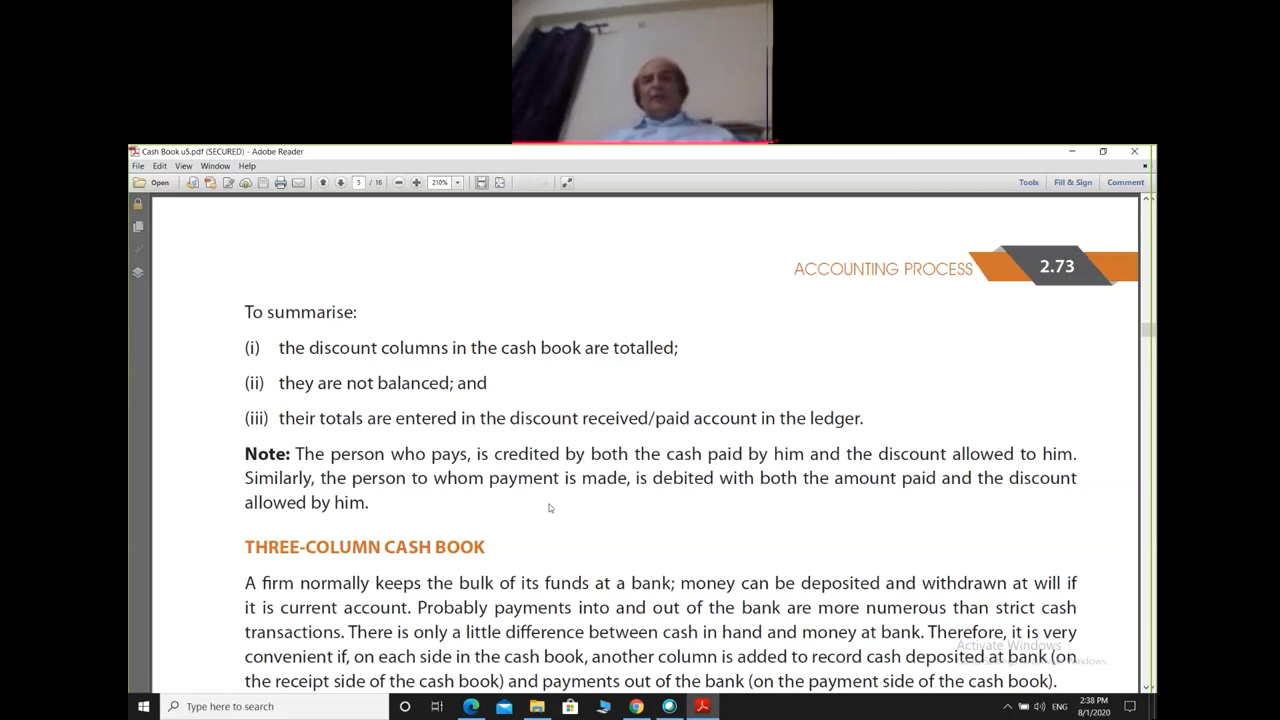 Cash Book u5.pdf (SECURED) - Adobe Reader
File Edit View Window Help
Open 5 / 16 210% Tools Fill & Sign Comment
ACCOUNTING PROCESS 2.73
To summarise:
(i) the discount columns in the cash book are totalled;
(ii) they are not balanced; and
(iii) their totals are entered in the discount received/paid account in the ledger.
Note: The person who pays, is credited by both the cash paid by him and the discount allowed to him.
Similarly, the person to whom payment is made, is debited with both the amount paid and the discount
allowed by him.
THREE-COLUMN CASH BOOK
A firm normally keeps the bulk of its funds at a bank; money can be deposited and withdrawn at will if
it is current account. Probably payments into and out of the bank are more numerous than strict cash
transactions. There is only a little difference between cash in hand and money at bank. Therefore, it is very
convenient if, on each side in the cash book, another column is added to record cash deposited at bank (on
the receipt side of the cash book) and payments out of the bank (on the payment side of the cash book).
Activate Windows
Type here to search
ENG
2:38 PM
8/1/2020